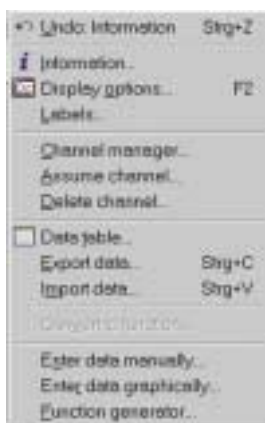 Undo: Information Strg+Z
Information...
Display options... F2
Labels...
Channel manager...
Assume channel...
Delete channel...
Data table...
Export data... Strg+C
Import data... Strg+V
Enter data manually...
Enter data graphically...
Function generator...